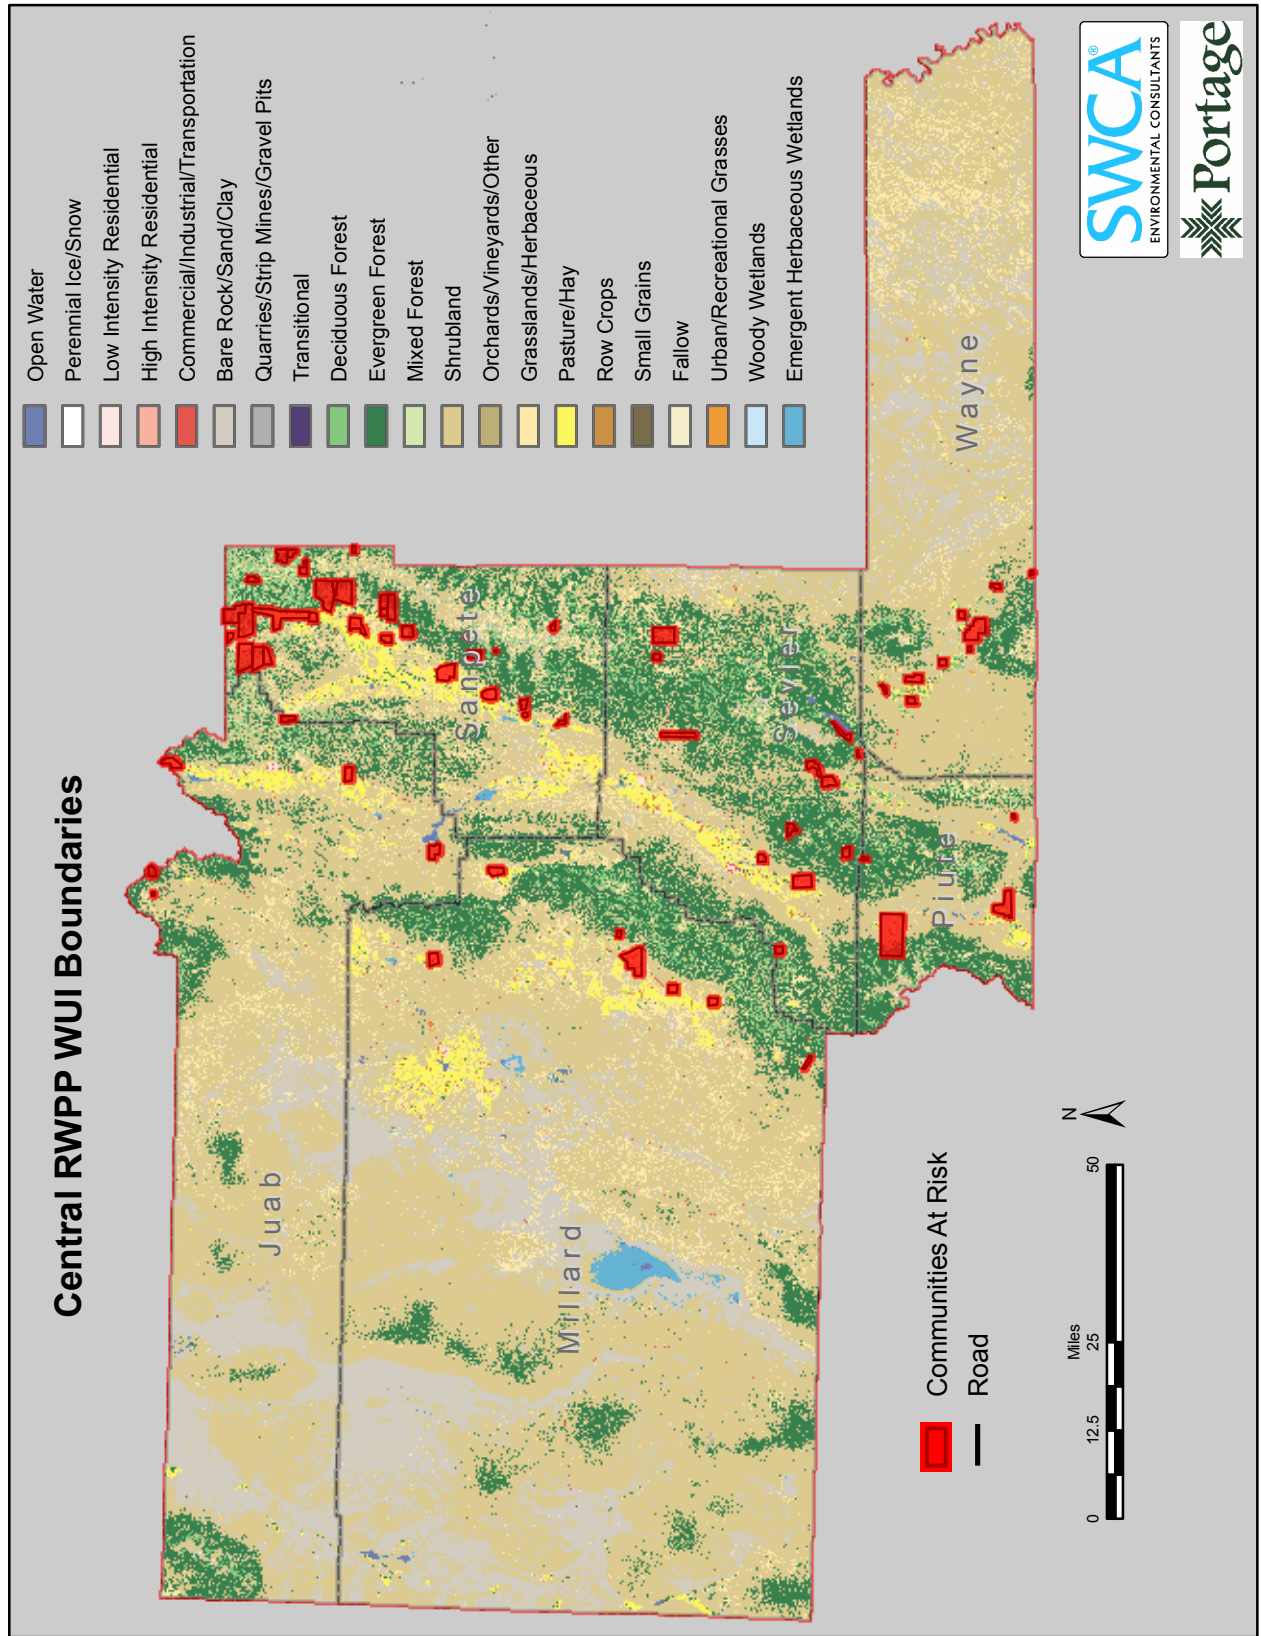 Central RWPP WUI Boundaries
Open Water
Perennial Ice/Snow
Low Intensity Residential
High Intensity Residential
Commercial/Industrial/Transportation
Bare Rock/Sand/Clay
Quarries/Strip Mines/Gravel Pits
Transitional
Deciduous Forest
Evergreen Forest
Mixed Forest
Shrubland
Orchards/Vineyards/Other
Grasslands/Herbaceous
Pasture/Hay
Row Crops
Small Grains
Fallow
Urban/Recreational Grasses
Woody Wetlands
Emergent Herbaceous Wetlands
Juab
Sanpete
Millard
Sevier
Piute
Wayne
Communities At Risk
Road
N
Miles
0 12.5 25 50
SWCA®
ENVIRONMENTAL CONSULTANTS
Portage